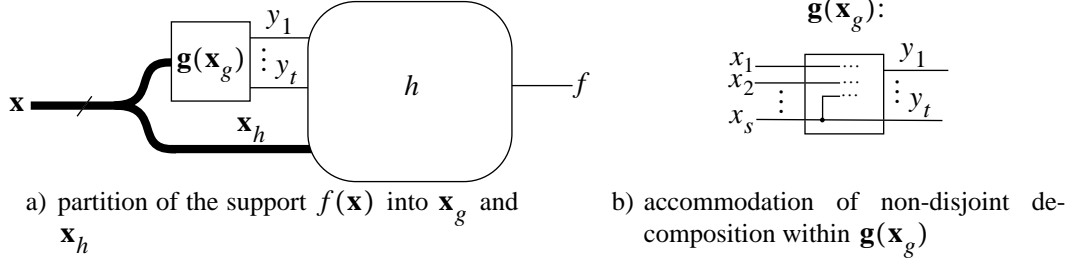 g(x_g):
y_1
g(x_g)
⋮
y_t
h
f
x
x_h
x_1
x_2
⋮
x_s
...
...
y_1
⋮
y_t
a) partition of the support f(x) into x_g and
x_h
b) accommodation of non-disjoint de-
composition within g(x_g)